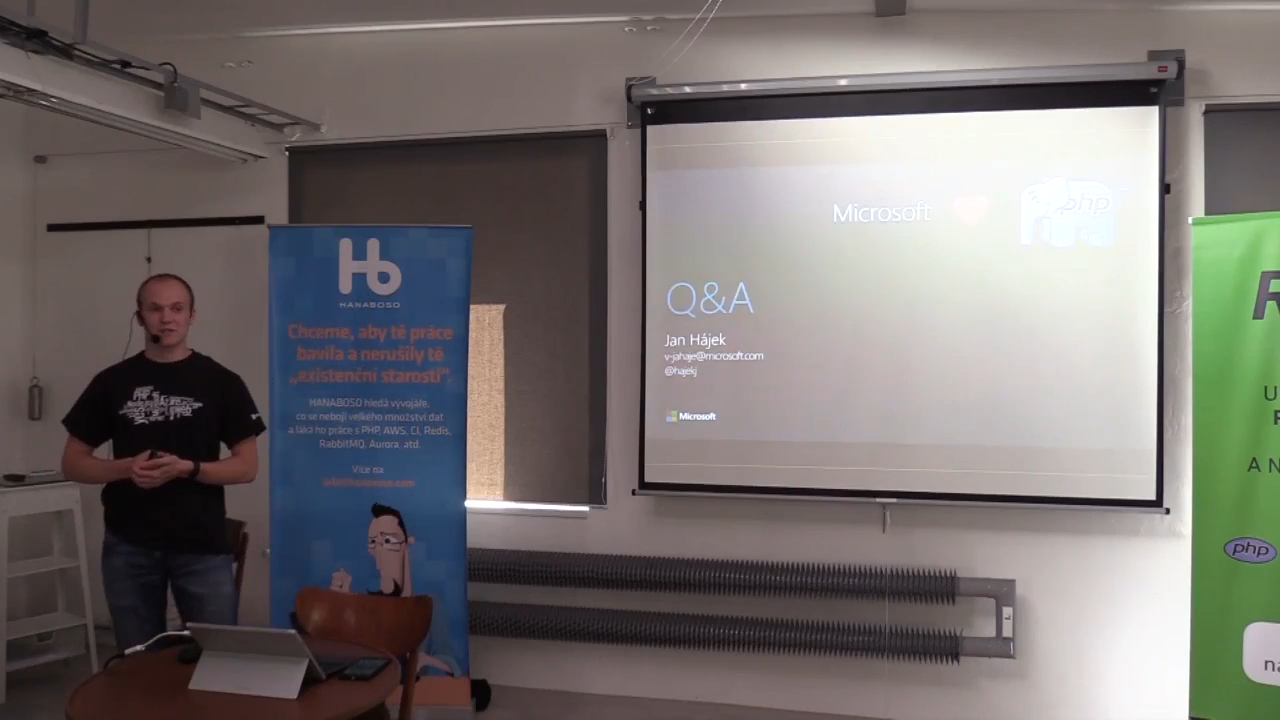 Hb
HANABOSO
Chceme, aby tě práce
bavila a nerušily tě
„existenční starosti“.
HANABOSO hledá vývojáře,
co se nebojí velkého množství dat
a láká ho práce s PHP, AWS, CI, Redis,
RabbitMQ, Aurora, atd.
Více na
Microsoft
php
Q&A
Jan Hájek
v-jahaje@microsoft.com
@hajekj
Microsoft
R
U
A N
php